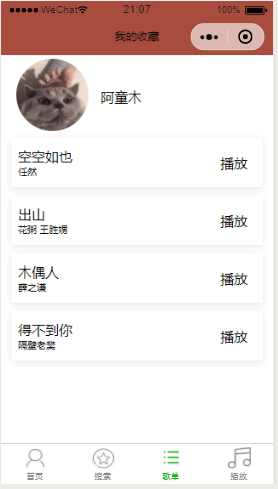 ●●●●● WeChat 21:07 100%
我的收藏
阿童木
空空如也
任然
播放
出山
花粥 王胜娚
播放
木偶人
薛之谦
播放
得不到你
隔壁老樊
播放
首页 搜索 歌单 播放